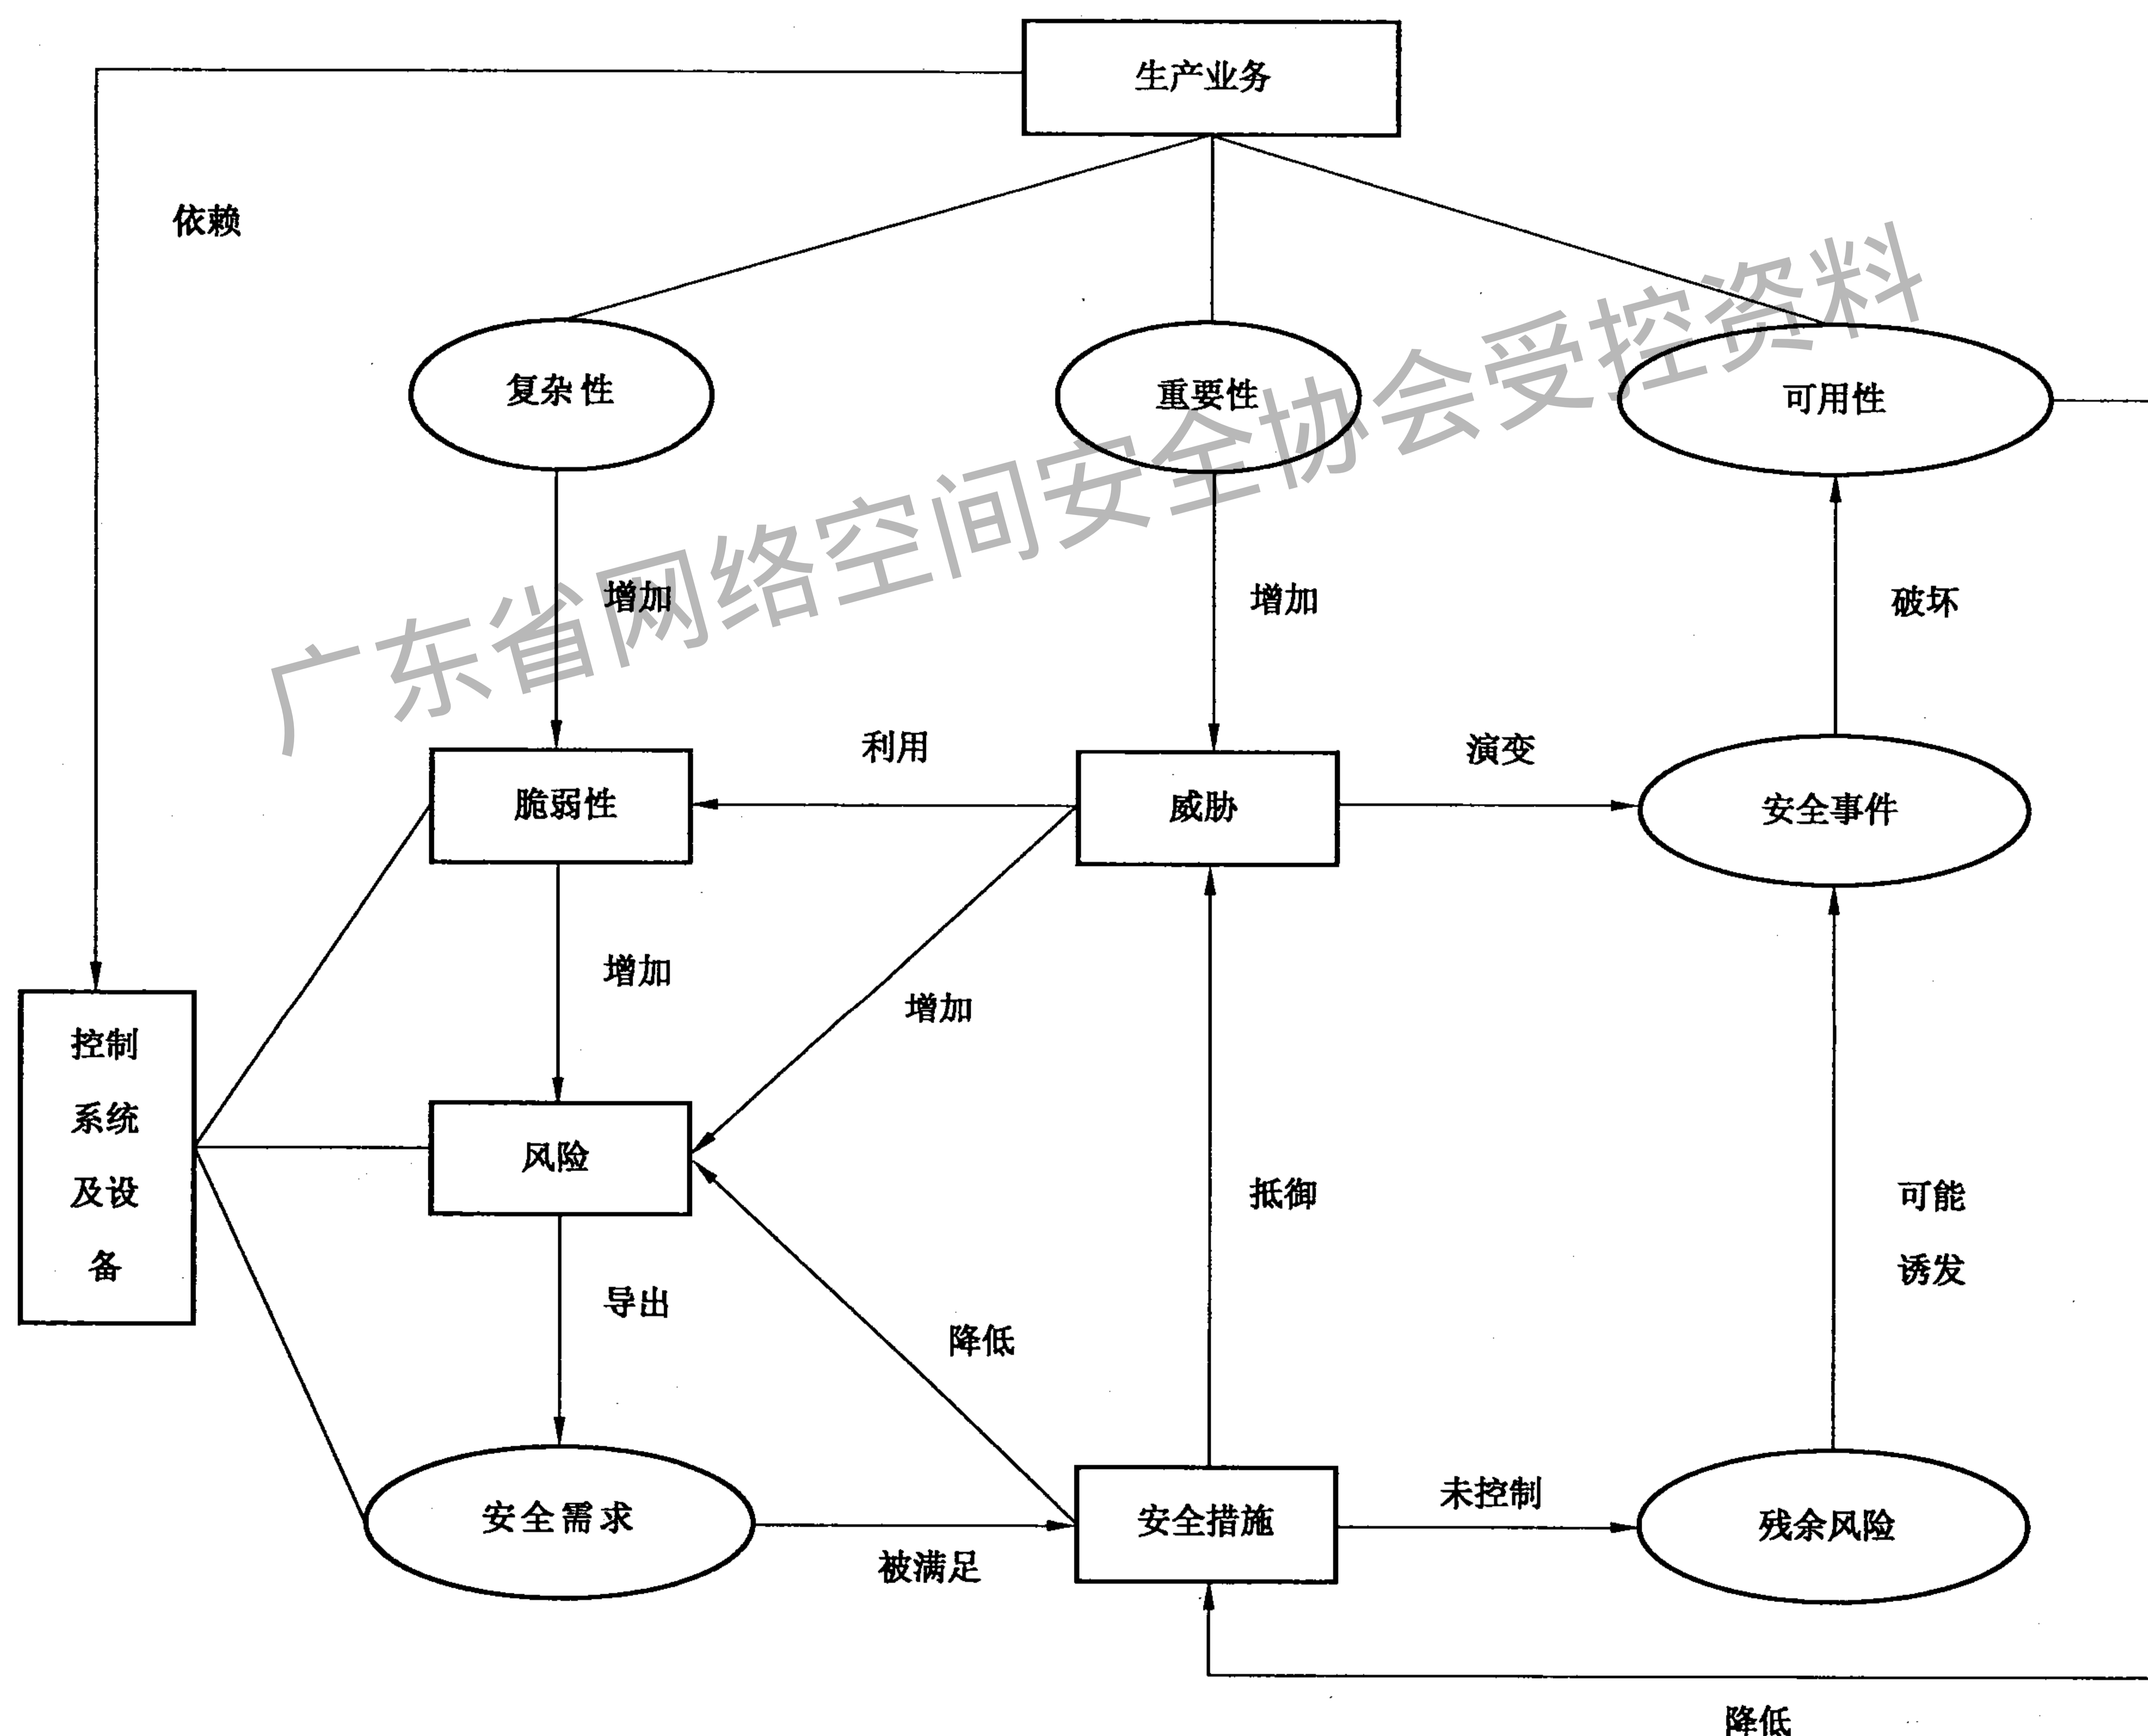 生产业务
依赖
复杂性
重要性
可用性
广东省网络空间安全协会受控资料
增加
增加
破坏
利用
演变
脆弱性
威胁
安全事件
增加
增加
控制
系统
及设
备
风险
抵御
可能
诱发
导出
降低
安全需求
安全措施
未控制
残余风险
被满足
降低